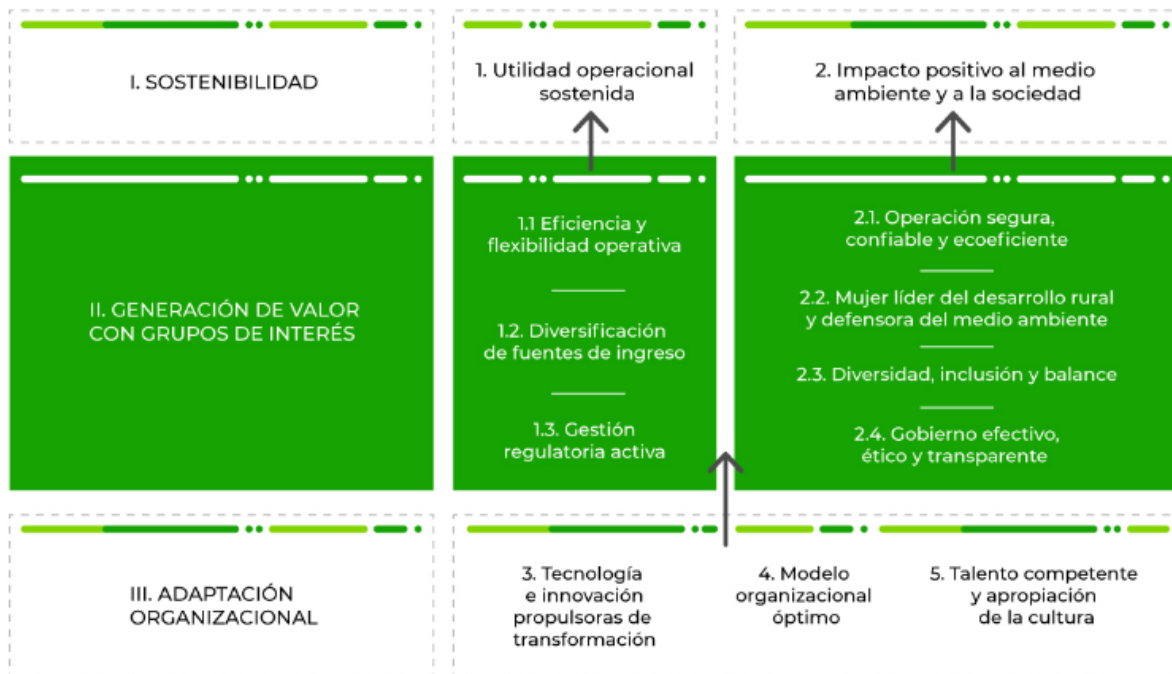 I. SOSTENIBILIDAD
1. Utilidad operacional
sostenida
2. Impacto positivo al medio
ambiente y a la sociedad
II. GENERACIÓN DE VALOR
CON GRUPOS DE INTERÉS
1.1 Eficiencia y
flexibilidad operativa
1.2. Diversificación
de fuentes de ingreso
1.3. Gestión
regulatoria activa
2.1. Operación segura,
confiable y ecoeficiente
2.2. Mujer líder del desarrollo rural
y defensora del medio ambiente
2.3. Diversidad, inclusión y balance
2.4. Gobierno efectivo,
ético y transparente
III. ADAPTACIÓN
ORGANIZACIONAL
3. Tecnología
e innovación
propulsoras de
transformación
4. Modelo
organizacional
óptimo
5. Talento competente
y apropiación
de la cultura